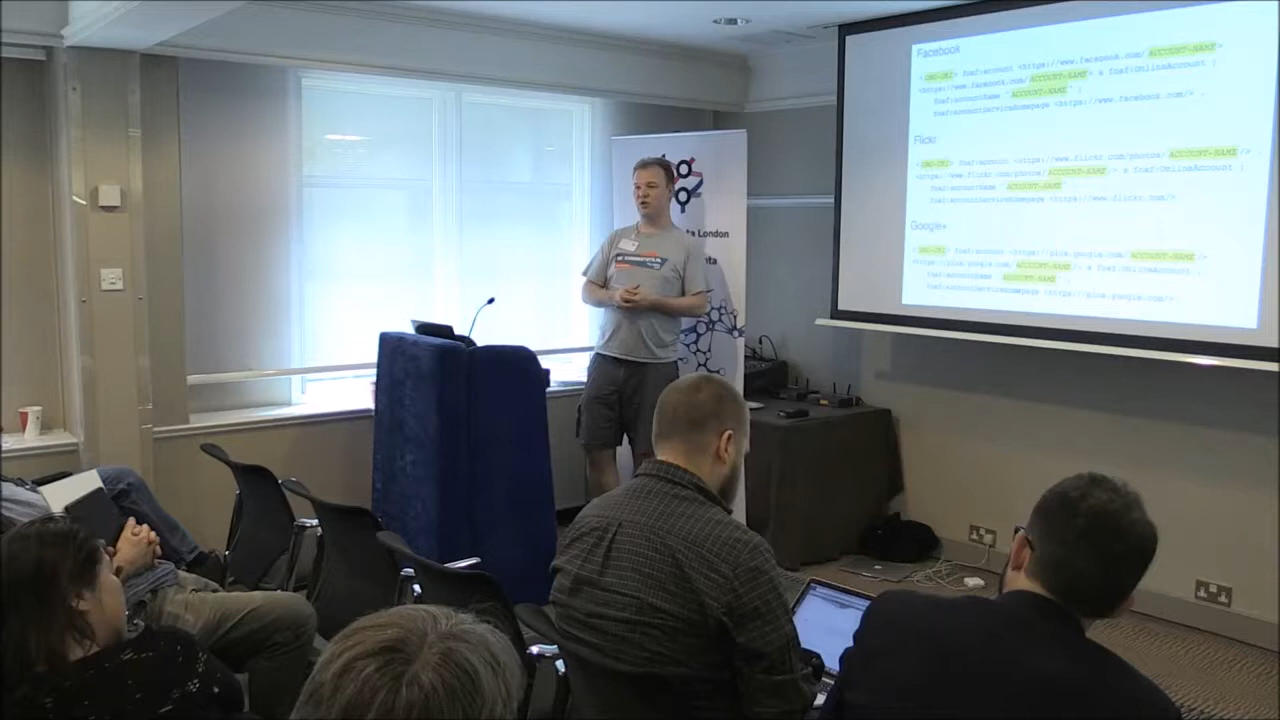 Facebook
<ORG-URI> foaf:account <https://www.facebook.com/ACCOUNT-NAME>
<https://www.facebook.com/ACCOUNT-NAME> a foaf:OnlineAccount ;
foaf:accountName "ACCOUNT-NAME" ;
foaf:accountServiceHomepage <https://www.facebook.com/> .
Flickr
<ORG-URI> foaf:account <https://www.flickr.com/photos/ACCOUNT-NAME/> .
<https://www.flickr.com/photos/ACCOUNT-NAME/> a foaf:OnlineAccount ;
foaf:accountName "ACCOUNT-NAME"
foaf:accountServiceHomepage <https://www.flickr.com/>
Google+
<ORG-URI> foaf:account <https://plus.google.com/ACCOUNT-NAME/>
<https://plus.google.com/ACCOUNT-NAME/> a foaf:OnlineAccount ;
foaf:accountName "ACCOUNT-NAME" ;
foaf:accountServiceHomepage <https://plus.google.com/>
ta London
ata